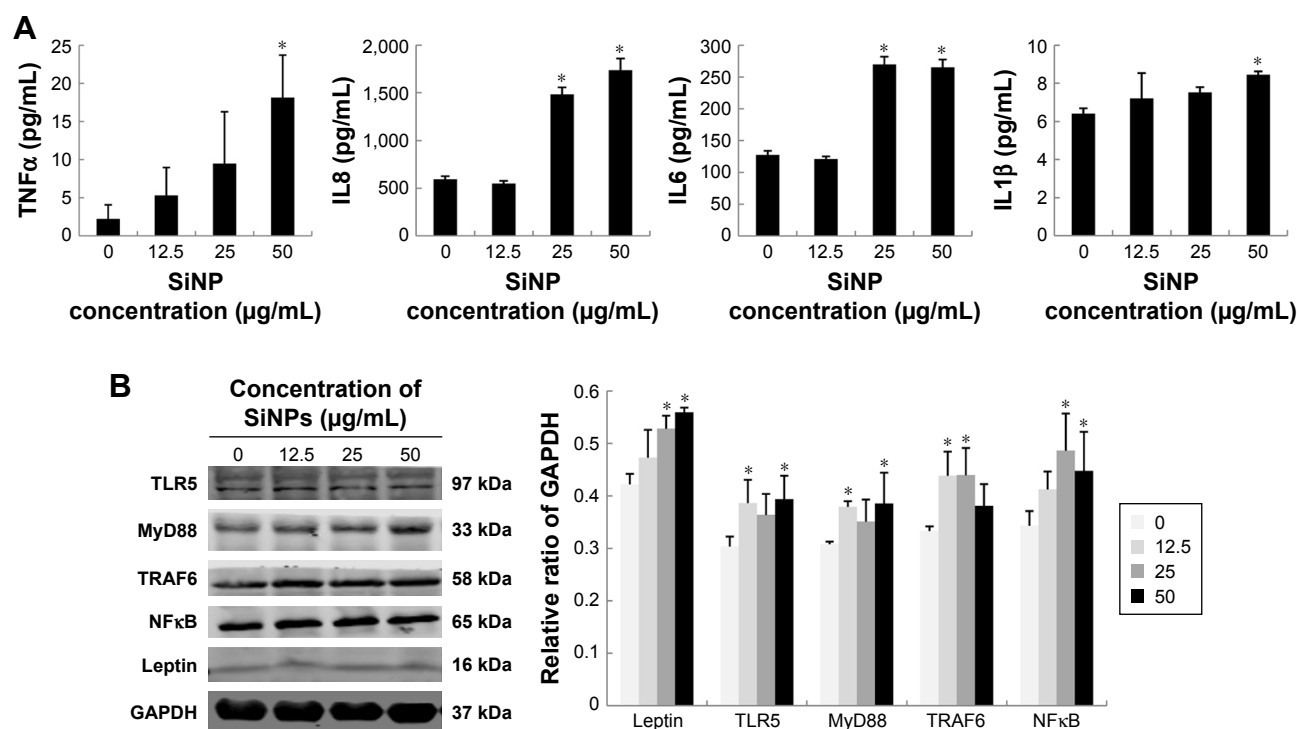 A
TNFα (pg/mL)
25
20
15
10
5
0
*
0 12.5 25 50
SiNP
concentration (µg/mL)
IL8 (pg/mL)
2,000
1,500
1,000
500
0
* *
0 12.5 25 50
SiNP
concentration (µg/mL)
IL6 (pg/mL)
300
250
200
150
100
50
0
* *
0 12.5 25 50
SiNP
concentration (µg/mL)
IL1β (pg/mL)
10
8
6
4
2
0
*
0 12.5 25 50
SiNP
concentration (µg/mL)
B
Concentration of
SiNPs (µg/mL)
0 12.5 25 50
TLR5 97 kDa
MyD88 33 kDa
TRAF6 58 kDa
NFκB 65 kDa
Leptin 16 kDa
GAPDH 37 kDa
Relative ratio of GAPDH
0.6
0.5
0.4
0.3
0.2
0.1
0
* * * * * * * * * *
Leptin TLR5 MyD88 TRAF6 NFκB
0
12.5
25
50